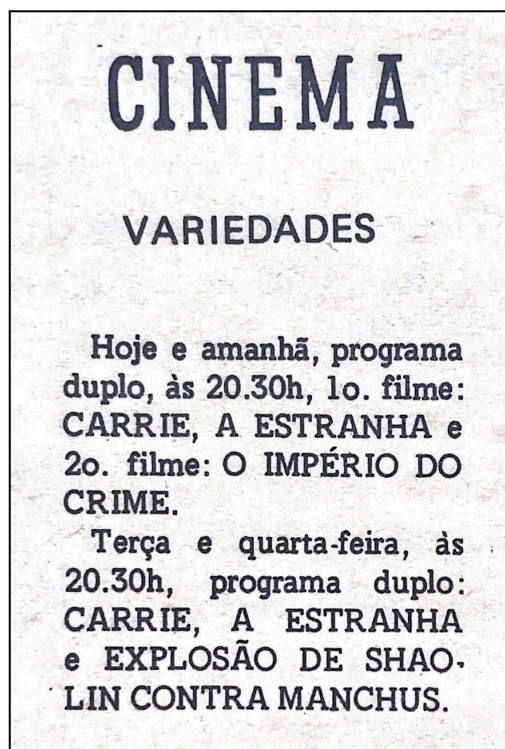 CINEMA
VARIEDADES
Hoje e amanhã, programa
duplo, às 20.30h, 1o. filme:
CARRIE, A ESTRANHA e
2o. filme: O IMPÉRIO DO
CRIME.
Terça e quarta-feira, às
20.30h, programa duplo:
CARRIE, A ESTRANHA
e EXPLOSÃO DE SHAO-
LIN CONTRA MANCHUS.